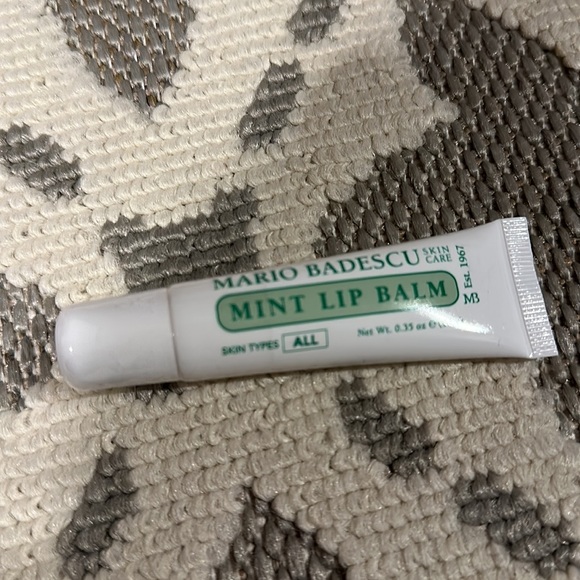 MARIO BADESCU
SKIN
CARE
Est. 1967
MB
MINT LIP BALM
SKIN TYPES ALL
Net Wt. 0.35 oz e